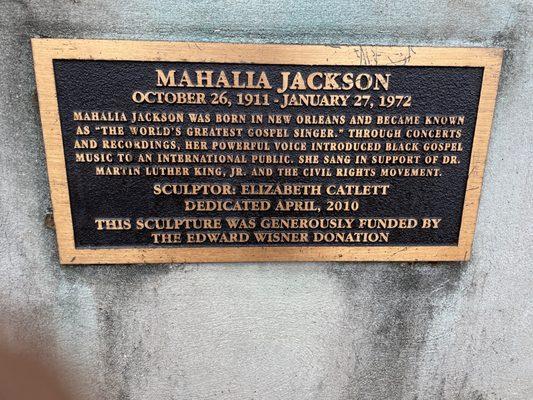 MAHALIA JACKSON
OCTOBER 26, 1911 - JANUARY 27, 1972
MAHALIA JACKSON WAS BORN IN NEW ORLEANS AND BECAME KNOWN
AS "THE WORLD'S GREATEST GOSPEL SINGER." THROUGH CONCERTS
AND RECORDINGS, HER POWERFUL VOICE INTRODUCED BLACK GOSPEL
MUSIC TO AN INTERNATIONAL PUBLIC. SHE SANG IN SUPPORT OF DR.
MARTIN LUTHER KING, JR. AND THE CIVIL RIGHTS MOVEMENT.
SCULPTOR: ELIZABETH CATLETT
DEDICATED APRIL, 2010
THIS SCULPTURE WAS GENEROUSLY FUNDED BY
THE EDWARD WISNER DONATION